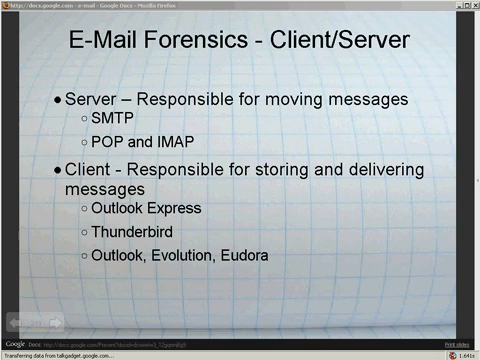 http://docs.google.com - e-mail - Google Docs - Mozilla Firefox
E-Mail Forensics - Client/Server
● Server – Responsible for moving messages
○ SMTP
○ POP and IMAP
● Client - Responsible for storing and delivering
messages
○ Outlook Express
○ Thunderbird
○ Outlook, Evolution, Eudora
Google Docs Print slides
Transferring data from talkgadget.google.com... 1.641s